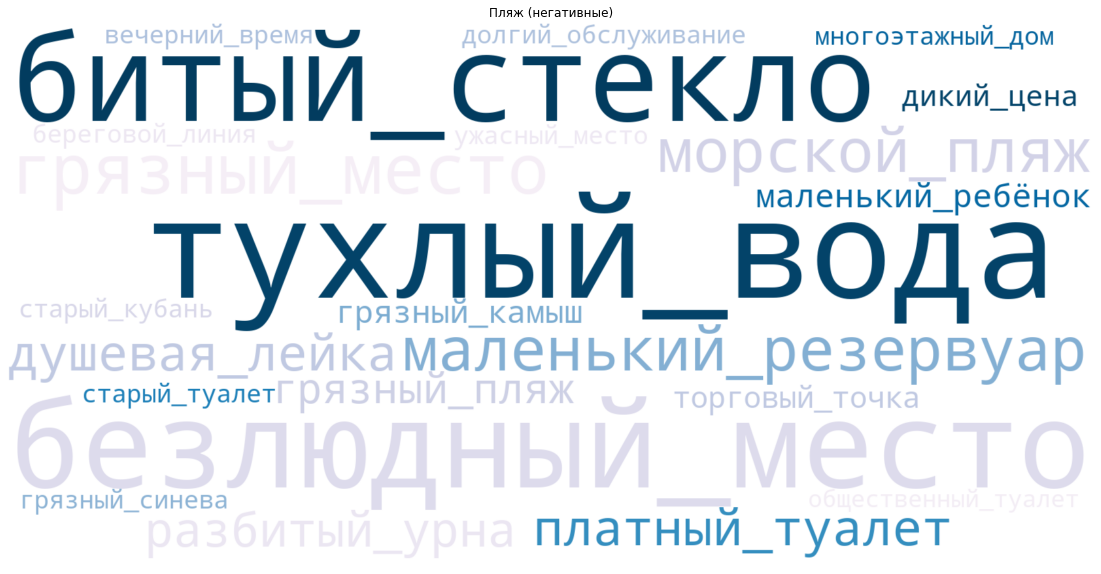 Пляж (негативные)
вечерний_время
долгий_обслуживание
многоэтажный_дом
битый_стекло
дикий_цена
береговой_линия
ужасный_место
морской_пляж
грязный_место
маленький_ребёнок
тухлый_вода
старый_кубань
грязный_камыш
душевая_лейка
маленький_резервуар
старый_туалет
грязный_пляж
торговый_точка
безлюдный_место
грязный_синева
общественный_туалет
разбитый_урна
платный_туалет